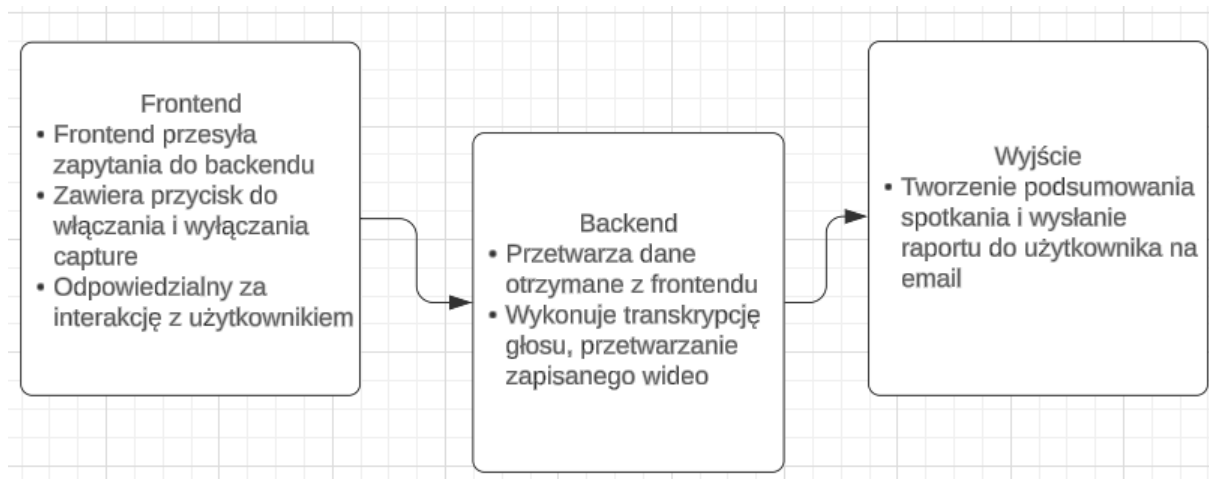 Frontend
• Frontend przesyła
zapytania do backendu
• Zawiera przycisk do
włączania i wyłączania
capture
• Odpowiedzialny za
interakcję z użytkownikiem
Backend
• Przetwarza dane
otrzymane z frontendu
• Wykonuje transkrypcję
głosu, przetwarzanie
zapisanego wideo
Wyjście
• Tworzenie podsumowania
spotkania i wysłanie
raportu do użytkownika na
email